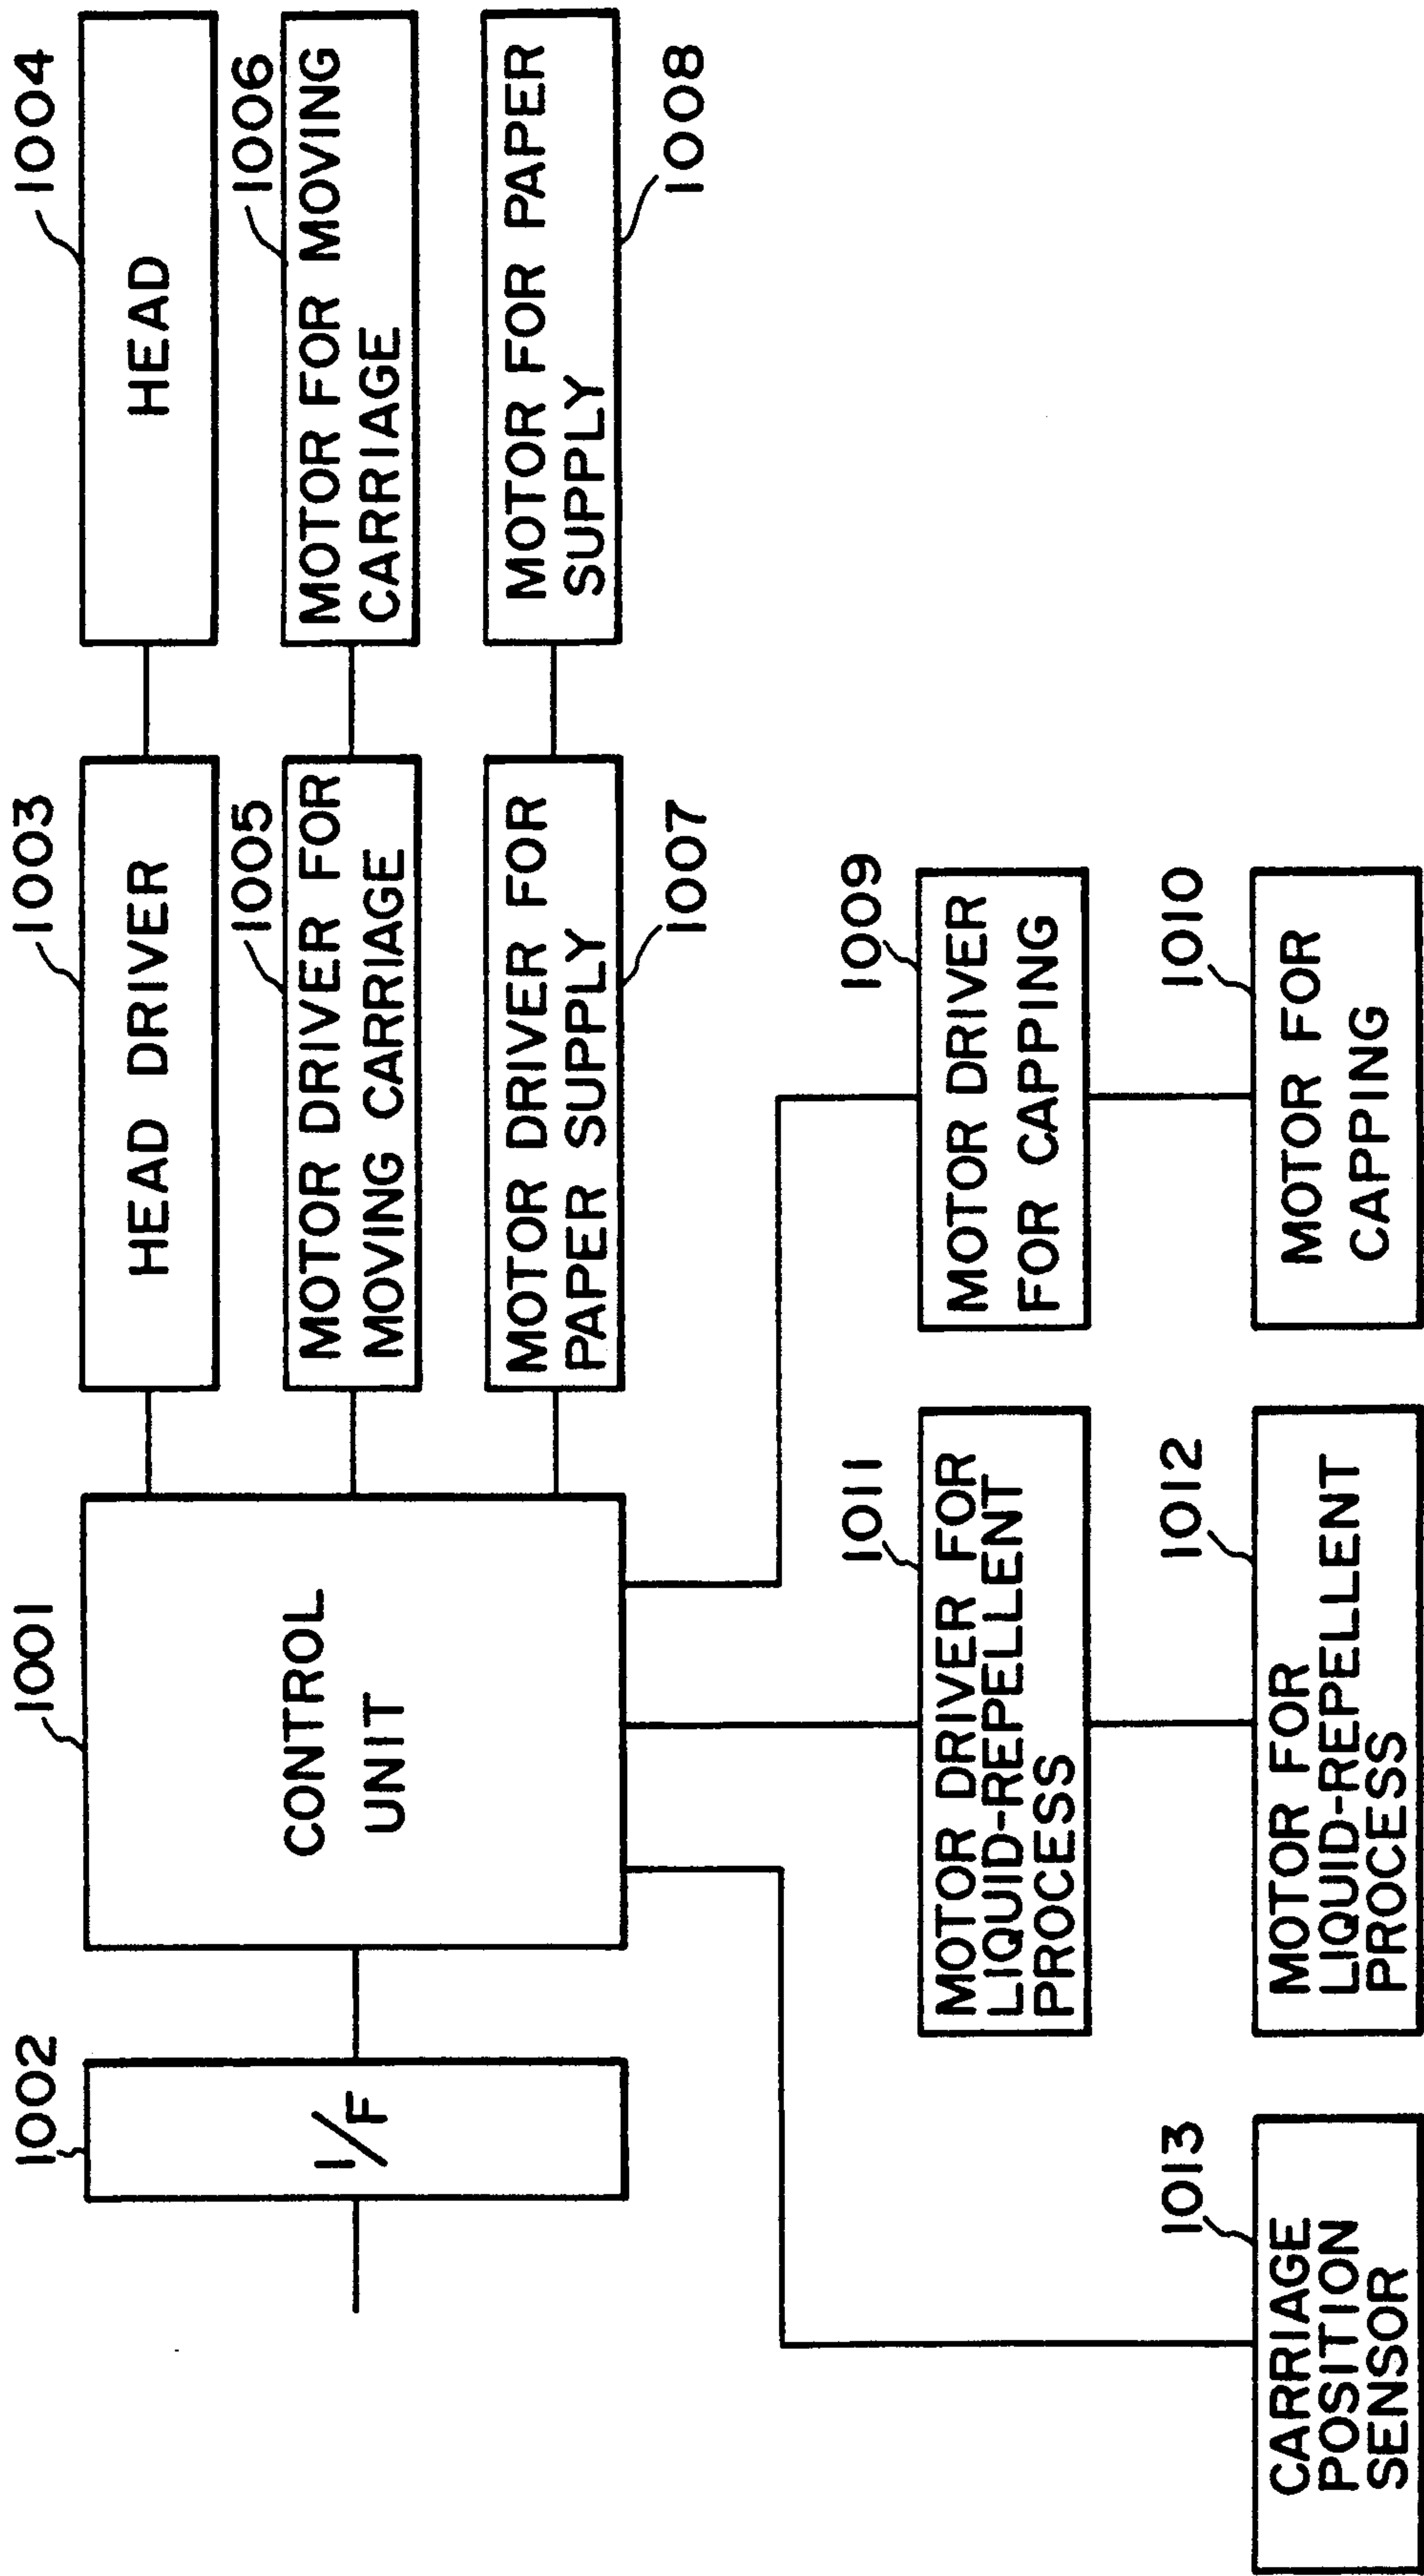 1002
I/F
1001
CONTROL
UNIT
1003
HEAD DRIVER
1004
HEAD
1005
MOTOR DRIVER FOR
MOVING CARRIAGE
1006
MOTOR FOR MOVING
CARRIAGE
MOTOR DRIVER FOR
PAPER SUPPLY
1007
MOTOR FOR PAPER
SUPPLY
1008
1011
MOTOR DRIVER FOR
LIQUID-REPELLENT
PROCESS
1009
MOTOR DRIVER
FOR CAPPING
1013
CARRIAGE
POSITION
SENSOR
1012
MOTOR FOR
LIQUID-REPELLENT
PROCESS
1010
MOTOR FOR
CAPPING